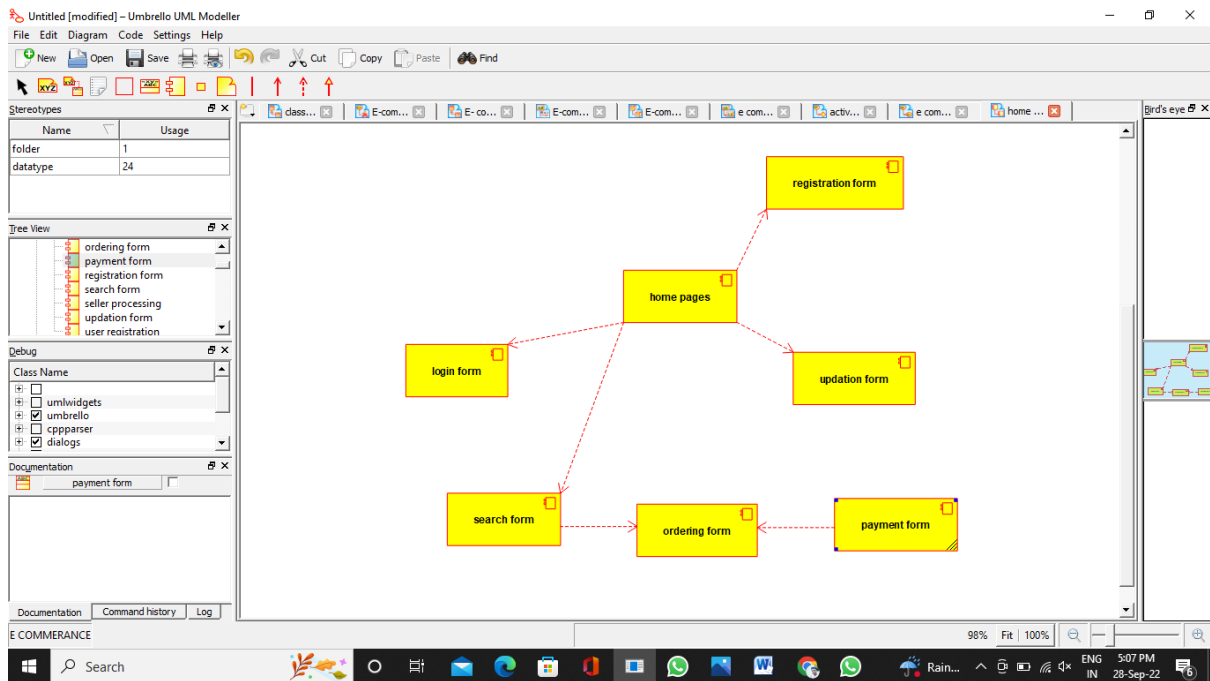 Untitled [modified] – Umbrello UML Modeller
File Edit Diagram Code Settings Help
New Open Save Cut Copy Paste Find
XYZ
Stereotypes
Name Usage
folder 1
datatype 24
class... E-com... E- co... E-com... E-com... e com... activ... e com... home ...
Bird's eye
Tree View
ordering form
payment form
registration form
search form
seller processing
updation form
user registration
Debug
Class Name
umlwidgets
umbrello
cppparser
dialogs
Documentation
payment form
Documentation Command history Log
registration form
home pages
login form
updation form
search form
ordering form
payment form
E COMMERANCE
98% Fit 100%
Search
Rain...
ENG
IN
5:07 PM
28-Sep-22
6